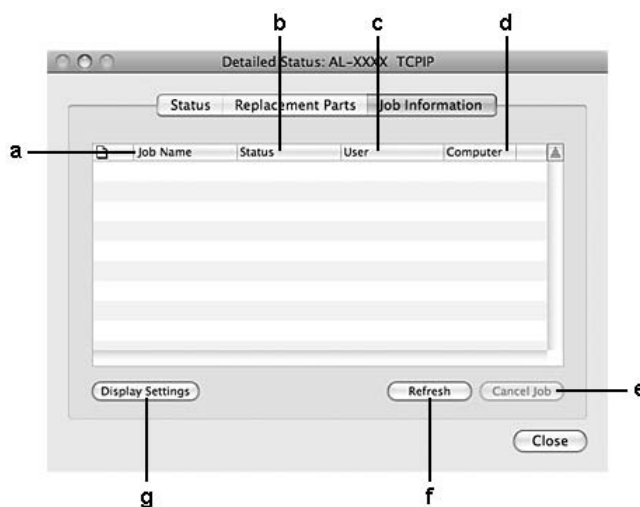 b c d
Detailed Status: AL-XXXX TCPIP
Status Replacement Parts Job Information
a Job Name Status User Computer
Display Settings Refresh Cancel Job e
Close
g f